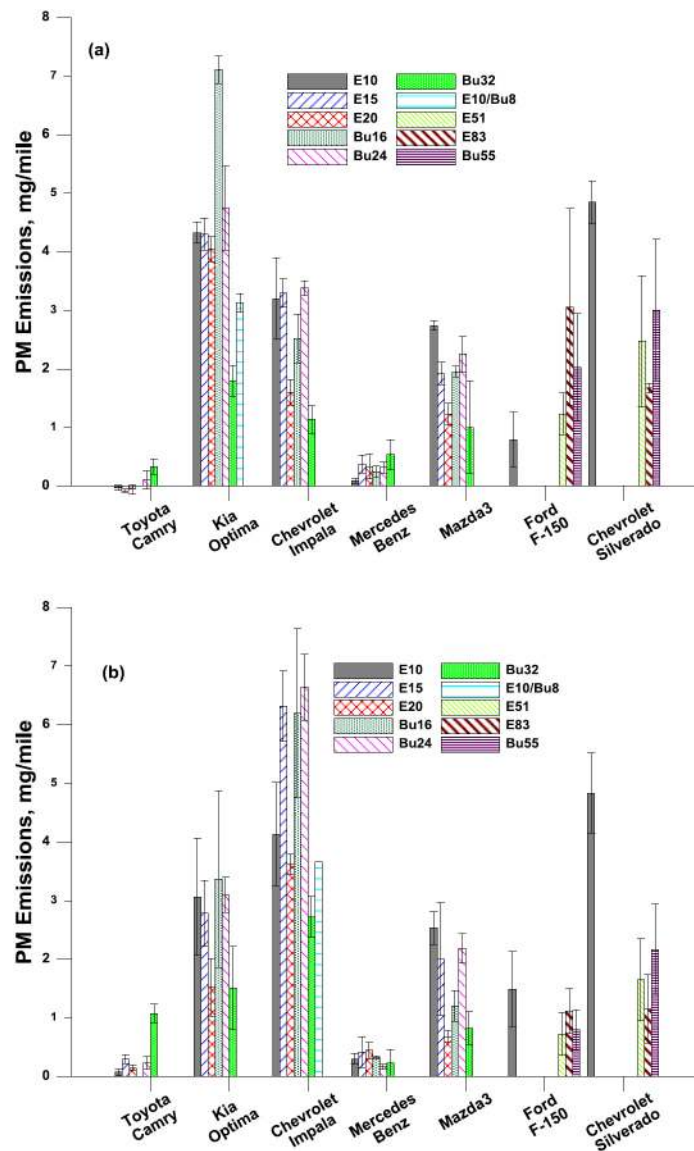 8
(a)
7
6
5
4
3
2
1
0
PM Emissions, mg/mile
E10
E15
E20
Bu16
Bu24
Bu32
E10/Bu8
E51
E83
Bu55
Toyota
Camry
Kia
Optima
Chevrolet
Impala
Mercedes
Benz
Mazda3
Ford
F-150
Chevrolet
Silverado
8
(b)
7
6
5
4
3
2
1
0
PM Emissions, mg/mile
E10
E15
E20
Bu16
Bu24
Bu32
E10/Bu8
E51
E83
Bu55
Toyota
Camry
Kia
Optima
Chevrolet
Impala
Mercedes
Benz
Mazda3
Ford
F-150
Chevrolet
Silverado